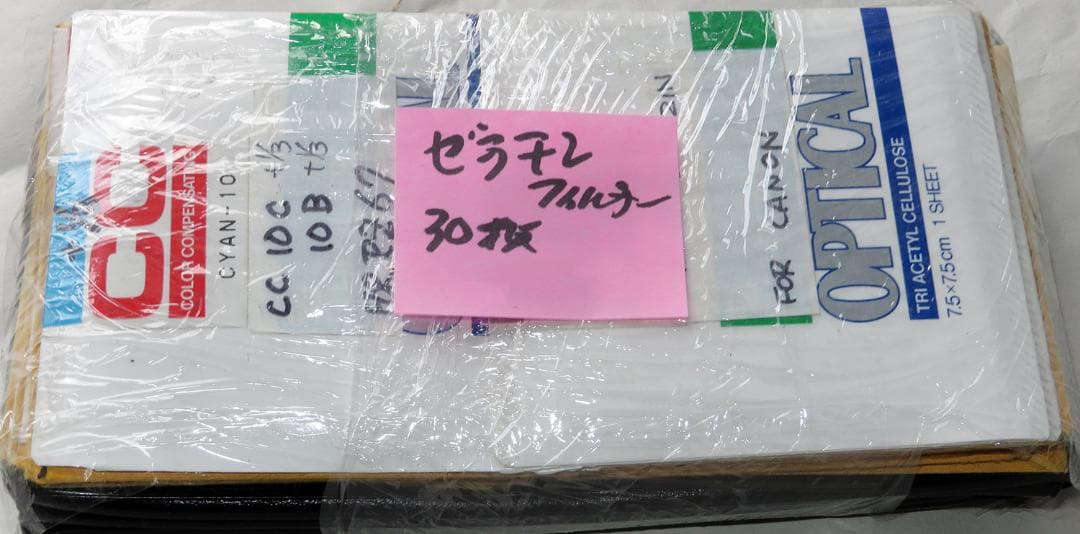 ゼラチン
フィルター
30枚
CC
COLOR COMPENSATING
CYAN-10
CC 10C +1/3
10B +1/3
FOR CANON
OPTICAL
TRI ACETYL CELLULOSE
7.5×7.5cm 1 SHEET